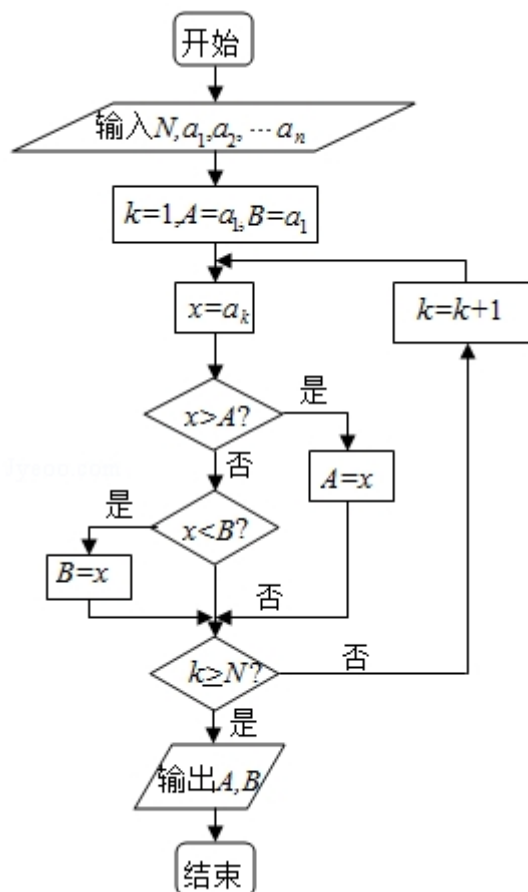 开始
输入N,a₁,a₂, ⋯aₙ
k=1,A=a₁,B=a₁
x=aₖ
k=k+1
x>A?
是
否
A=x
是
x<B?
B=x
否
k≥N?
否
是
输出A,B
结束